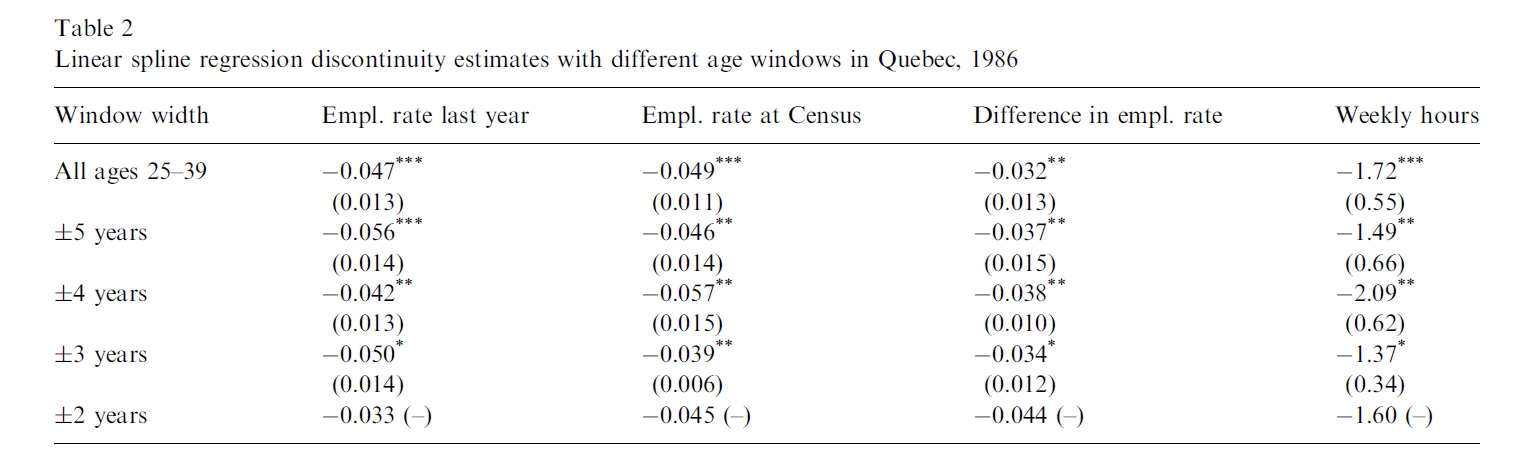 Table 2
Linear spline regression discontinuity estimates with different age windows in Quebec, 1986
Window width Empl. rate last year Empl. rate at Census Difference in empl. rate Weekly hours
All ages 25–39 −0.047*** −0.049*** −0.032** −1.72***
(0.013) (0.011) (0.013) (0.55)
±5 years −0.056*** −0.046** −0.037** −1.49**
(0.014) (0.014) (0.015) (0.66)
±4 years −0.042** −0.057** −0.038** −2.09**
(0.013) (0.015) (0.010) (0.62)
±3 years −0.050* −0.039** −0.034* −1.37*
(0.014) (0.006) (0.012) (0.34)
±2 years −0.033 (–) −0.045 (–) −0.044 (–) −1.60 (–)